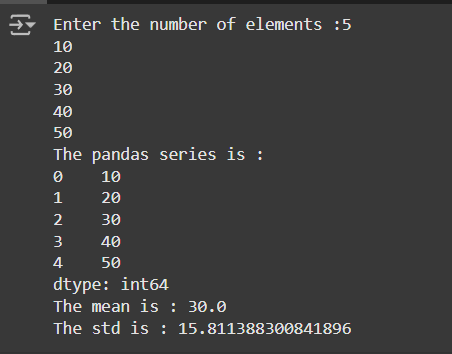 Enter the number of elements :5
10
20
30
40
50
The pandas series is :
0    10
1    20
2    30
3    40
4    50
dtype: int64
The mean is : 30.0
The std is : 15.811388300841896